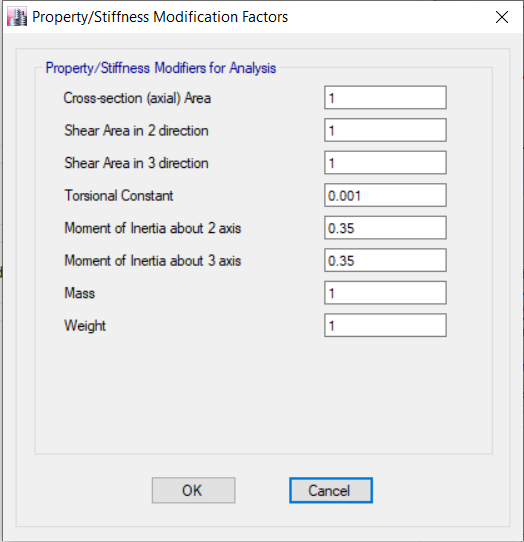 Property/Stiffness Modification Factors
Property/Stiffness Modifiers for Analysis
Cross-section (axial) Area 1
Shear Area in 2 direction 1
Shear Area in 3 direction 1
Torsional Constant 0.001
Moment of Inertia about 2 axis 0.35
Moment of Inertia about 3 axis 0.35
Mass 1
Weight 1
OK Cancel